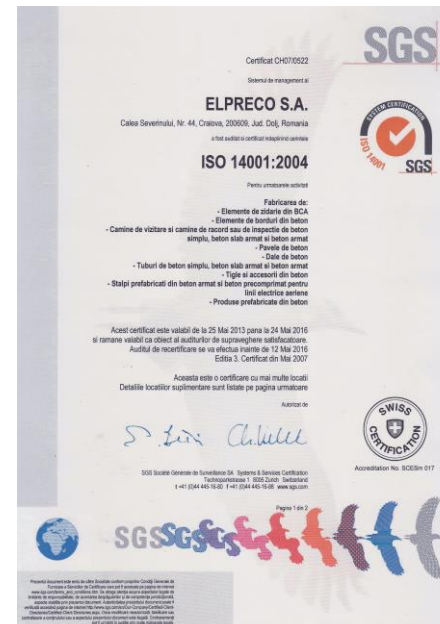 SGS
Certificat CH07/0522
Sistemul de management al
ELPRECO S.A.
Calea Severinului, Nr. 44, Craiova, 200609, Jud. Dolj, Romania
a fost auditat si certificat indeplinind cerintele
ISO 14001:2004
SYSTEM CERTIFICATION
ISO 14001
SGS
Pentru urmatoarele activitati
Fabricarea de:
- Elemente de zidarie din BCA
- Elemente de borduri din beton
- Camine de vizitare si camine de racord sau de inspectie de beton
simplu, beton slab armat si beton armat
- Pavele de beton
- Dale de beton
- Tuburi de beton simplu, beton slab armat si beton armat
- Tigle si accesorii din beton
- Stalpi prefabricati din beton armat si beton precomprimat pentru
linii electrice aeriene
- Produse prefabricate din beton
Acest certificat este valabil de la 25 Mai 2013 pana la 24 Mai 2016
si ramane valabil ca obiect al auditurilor de supraveghere satisfacatoare.
Auditul de recertificare se va efectua inainte de 12 Mai 2016
Editia 3. Certificat din Mai 2007
Aceasta este o certificare cu mai multe locatii
Detaliile locatiilor suplimentare sunt listate pe pagina urmatoare
Autorizat de
SWISS
CERTIFICATION
Accreditation No. SCESm 017
SGS Société Générale de Surveillance SA Systems & Services Certification
Technoparkstrasse 1 8005 Zurich Switzerland
t +41 (0)44 445-16-80 f +41 (0)44 445-16-88 www.sgs.com
Pagina 1 din 2
SGSSGSGS